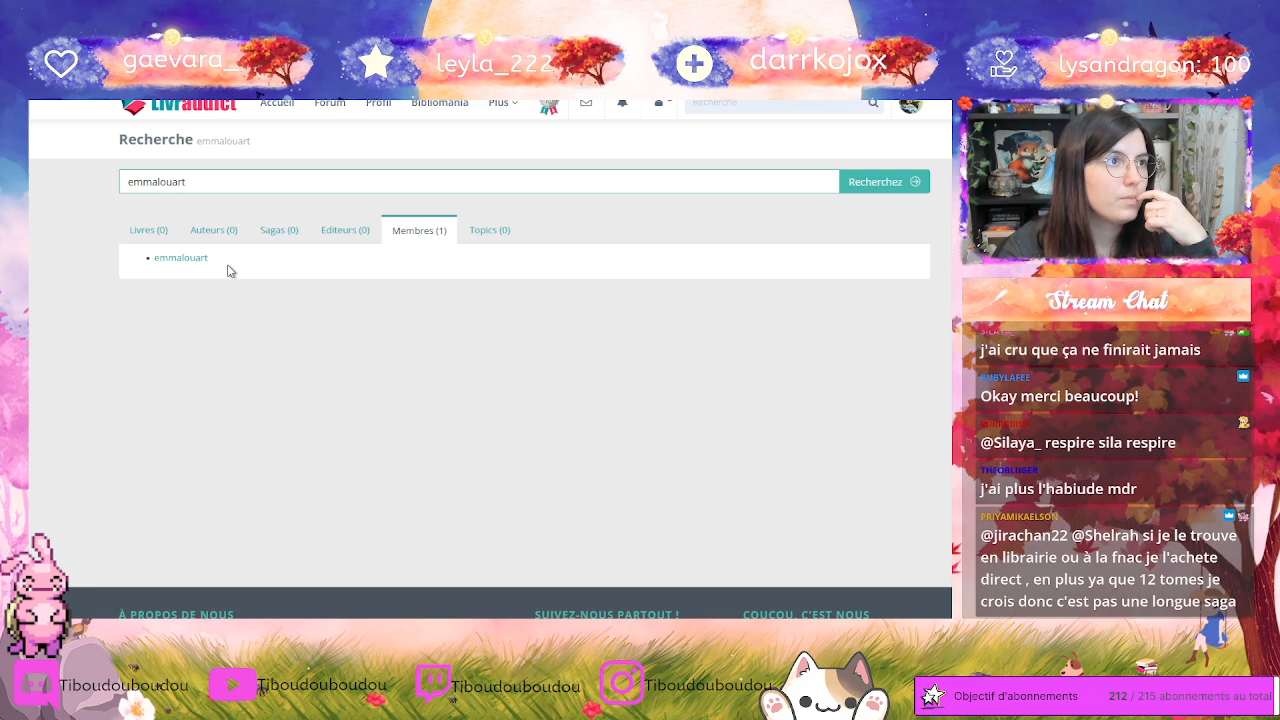 gaevara_
leyla_222
darrkojox
lysandragon: 100
Livraddict
Accueil
Forum
Profil
Bibliomania
Plus
Recherche
Recherche emmalouart
emmalouart
Recherchez
Livres (0)
Auteurs (0)
Sagas (0)
Editeurs (0)
Membres (1)
Topics (0)
• emmalouart
À PROPOS DE NOUS
SUIVEZ-NOUS PARTOUT !
COUCOU, C'EST NOUS
Stream Chat
SILAYA_
j'ai cru que ça ne finirait jamais
RUBYLAFEE
Okay merci beaucoup!
@Silaya_ respire sila respire
THEOBLIIGER
j'ai plus l'habiude mdr
PRIYAMIKAELSON
@jirachan22 @Shelrah si je le trouve
en librairie ou à la fnac je l'achete
direct , en plus ya que 12 tomes je
crois donc c'est pas une longue saga
Tiboudouboudou
Tiboudouboudou
Tiboudouboudou
Tiboudouboudou
Objectif d'abonnements
212 / 215 abonnements au total